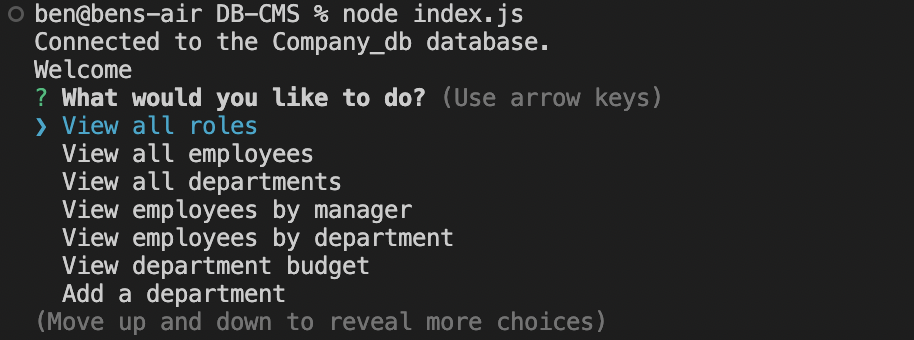 ben@bens-air DB-CMS % node index.js
Connected to the Company_db database.
Welcome
? What would you like to do? (Use arrow keys)
❯ View all roles
View all employees
View all departments
View employees by manager
View employees by department
View department budget
Add a department
(Move up and down to reveal more choices)